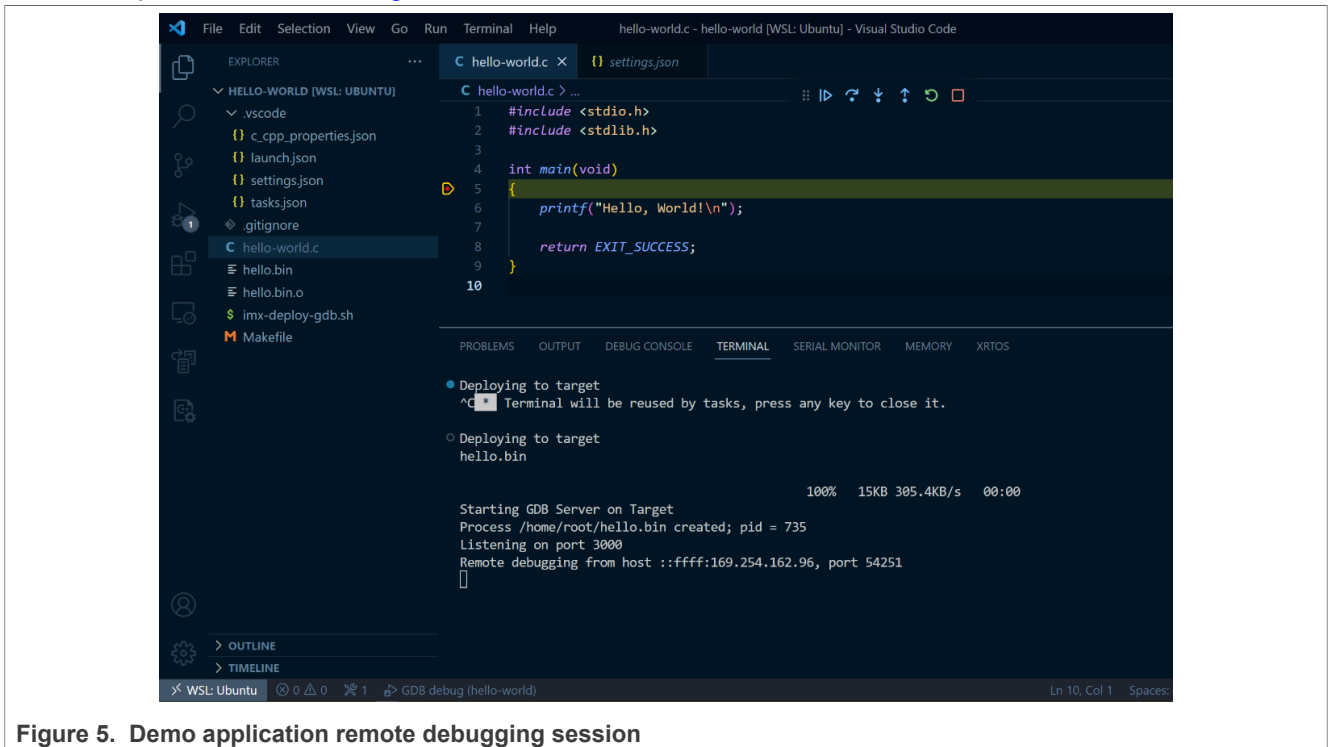 File Edit Selection View Go Run Terminal Help hello-world.c - hello-world [WSL: Ubuntu] - Visual Studio Code
EXPLORER ...
HELLO-WORLD [WSL: UBUNTU]
.vscode
{} c_cpp_properties.json
{} launch.json
{} settings.json
{} tasks.json
1
.gitignore
C hello-world.c
hello.bin
hello.bin.o
$ imx-deploy-gdb.sh
M Makefile
OUTLINE
TIMELINE
C hello-world.c × {} settings.json
C hello-world.c > ...
1 #include <stdio.h>
2 #include <stdlib.h>
3
4 int main(void)
5 {
6 printf("Hello, World!\n");
7
8 return EXIT_SUCCESS;
9 }
10
PROBLEMS OUTPUT DEBUG CONSOLE TERMINAL SERIAL MONITOR MEMORY XRTOS
Deploying to target
^C * Terminal will be reused by tasks, press any key to close it.
Deploying to target
hello.bin
100% 15KB 305.4KB/s 00:00
Starting GDB Server on Target
Process /home/root/hello.bin created; pid = 735
Listening on port 3000
Remote debugging from host ::ffff:169.254.162.96, port 54251
WSL: Ubuntu 0 0 1 GDB debug (hello-world) Ln 10, Col 1 Spaces:
Figure 5. Demo application remote debugging session